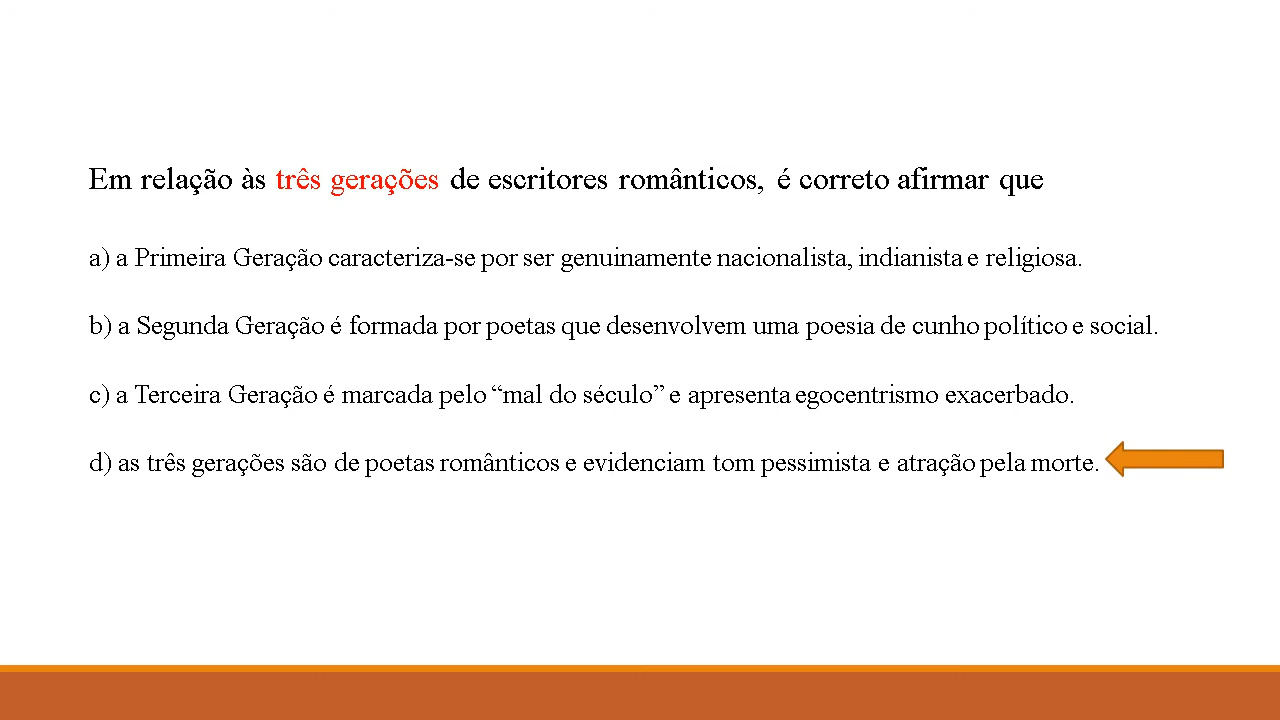 Em relação às três gerações de escritores românticos, é correto afirmar que
a) a Primeira Geração caracteriza-se por ser genuinamente nacionalista, indianista e religiosa.
b) a Segunda Geração é formada por poetas que desenvolvem uma poesia de cunho político e social.
c) a Terceira Geração é marcada pelo “mal do século” e apresenta egocentrismo exacerbado.
d) as três gerações são de poetas românticos e evidenciam tom pessimista e atração pela morte.